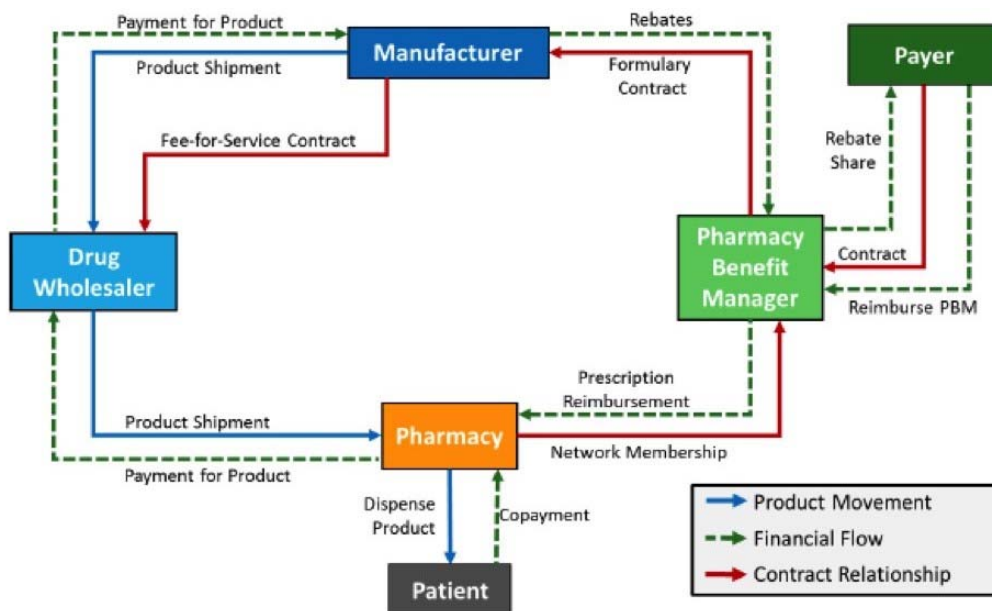 Payment for Product
Rebates
Manufacturer
Payer
Product Shipment
Formulary
Contract
Fee-for-Service Contract
Rebate
Share
Drug
Wholesaler
Pharmacy
Benefit
Manager
Contract
Reimburse PBM
Prescription
Reimbursement
Product Shipment
Pharmacy
Network Membership
Payment for Product
Dispense
Product
Copayment
Patient
Product Movement
Financial Flow
Contract Relationship